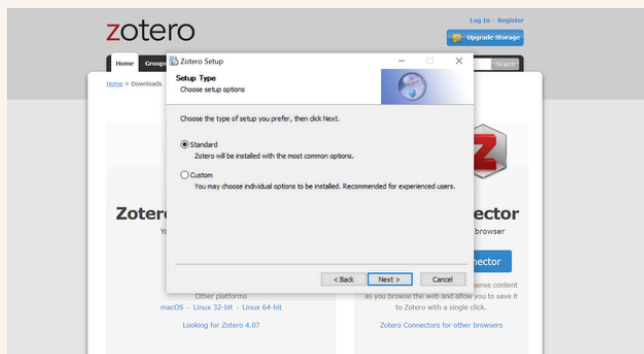 zotero
Log In · Register
Upgrade Storage
Home
Groups
Search
Home > Downloads
Zotero Setup
Setup Type
Choose setup options
Choose the type of setup you prefer, then click Next.
Standard
Zotero will be installed with the most common options.
Custom
You may choose individual options to be installed. Recommended for experienced users.
< Back
Next >
Cancel
Other platforms
macOS · Linux 32-bit · Linux 64-bit
Looking for Zotero 4.0?
browser
content
as you browse the web and allow you to save it
to Zotero with a single click.
Zotero Connectors for other browsers